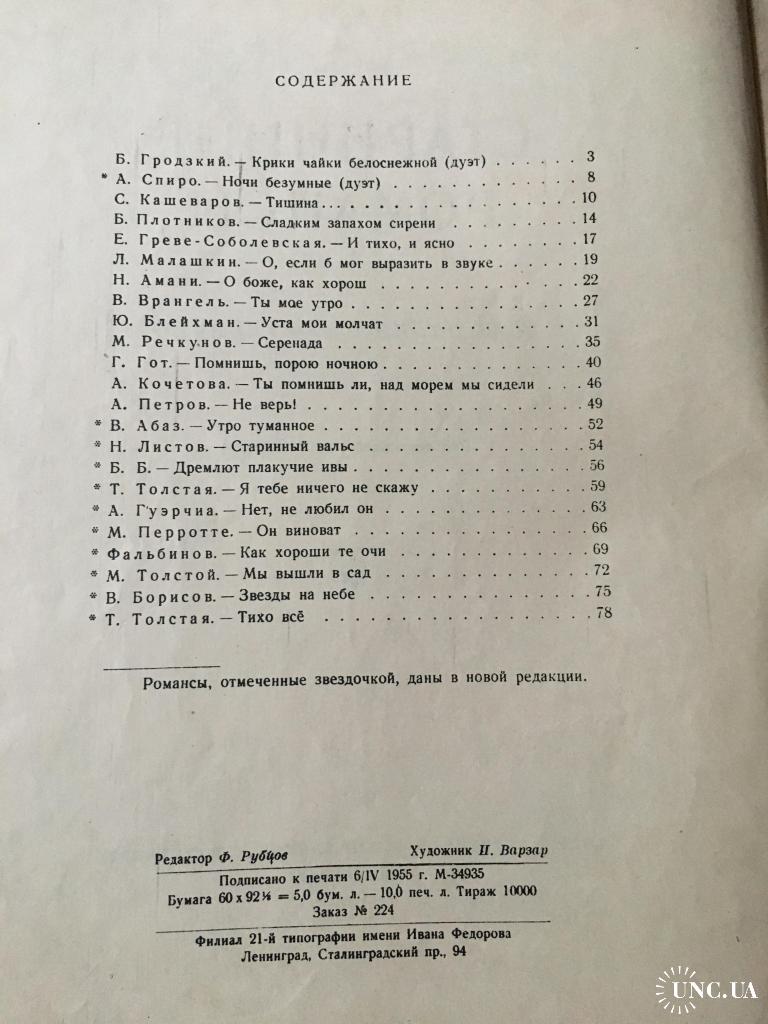 СОДЕРЖАНИЕ
Б. Гродзкий. — Крики чайки белоснежной (дуэт) . . . . . . 3
* А. Спиро. — Ночи безумные (дуэт) . . . . . . . . . . . 8
С. Кашеваров. — Тишина . . . . . . . . . . . . . . . 10
Б. Плотников. — Сладким запахом сирени . . . . . . . . 14
Е. Греве-Соболевская. — И тихо, и ясно . . . . . . . 17
Л. Малашкин. — О, если б мог выразить в звуке . . . . . . 19
Н. Амани. — О боже, как хорош . . . . . . . . . . . . 22
В. Врангель. — Ты мое утро . . . . . . . . . . . . . 27
Ю. Блейхман. — Уста мои молчат . . . . . . . . . . . 31
М. Речкунов. — Серенада . . . . . . . . . . . . . . 35
Г. Гот. — Помнишь, порою ночною . . . . . . . . . . . . 40
А. Кочетова. — Ты помнишь ли, над морем мы сидели . . . 46
А. Петров. — Не верь! . . . . . . . . . . . . . . . . 49
* В. Абаз. — Утро туманное . . . . . . . . . . . . . . . 52
* Н. Листов. — Старинный вальс . . . . . . . . . . . . . 54
* Б. Б. — Дремлют плакучие ивы . . . . . . . . . . . . . 56
* Т. Толстая. — Я тебе ничего не скажу . . . . . . . . . 59
* А. Гуэрчиа. — Нет, не любил он . . . . . . . . . . . . 63
* М. Перротте. — Он виноват . . . . . . . . . . . . . . 66
* Фальбинов. — Как хороши те очи . . . . . . . . . . . 69
* М. Толстой. — Мы вышли в сад . . . . . . . . . . . . 72
* В. Борисов. — Звезды на небе . . . . . . . . . . . . . 75
* Т. Толстая. — Тихо всё . . . . . . . . . . . . . . . 78
Романсы, отмеченные звездочкой, даны в новой редакции.
Редактор Ф. Рубцов Художник И. Варзар
Подписано к печати 6/IV 1955 г. М-34935
Бумага 60 х 92 ¼ = 5,0 бум. л. — 10,0 печ. л. Тираж 10000
Заказ № 224
Филиал 21-й типографии имени Ивана Федорова
Ленинград, Сталинградский пр., 94
UNC.UA